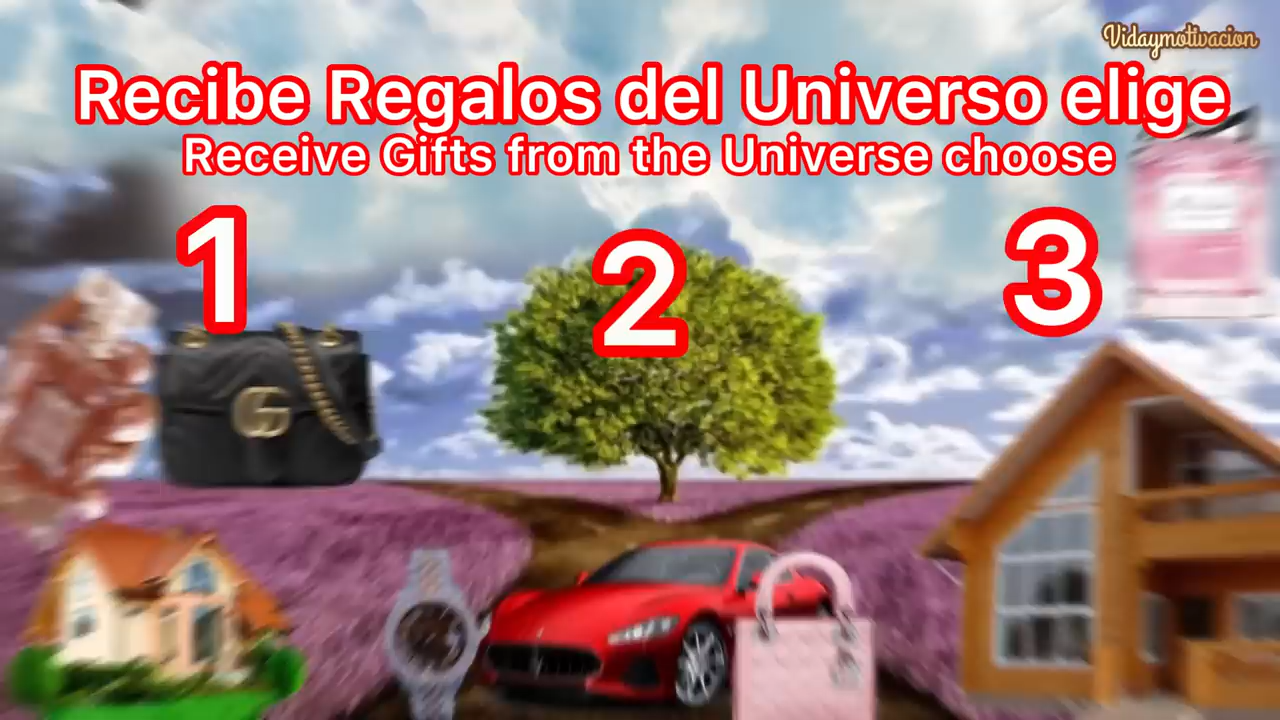 Vidaymotivacion
Recibe Regalos del Universo elige
Receive Gifts from the Universe choose
1
2
3